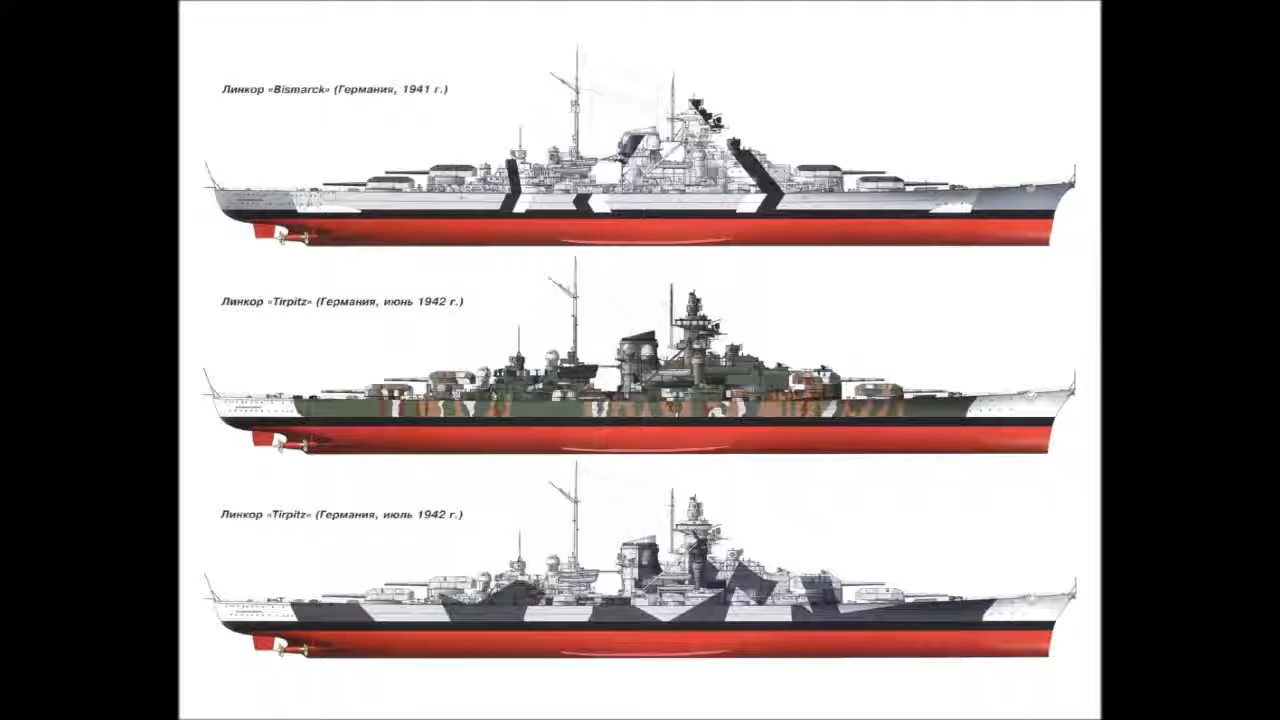 Линкор «Bismarck» (Германия, 1941 г.)
Линкор «Tirpitz» (Германия, июнь 1942 г.)
Линкор «Tirpitz» (Германия, июль 1942 г.)